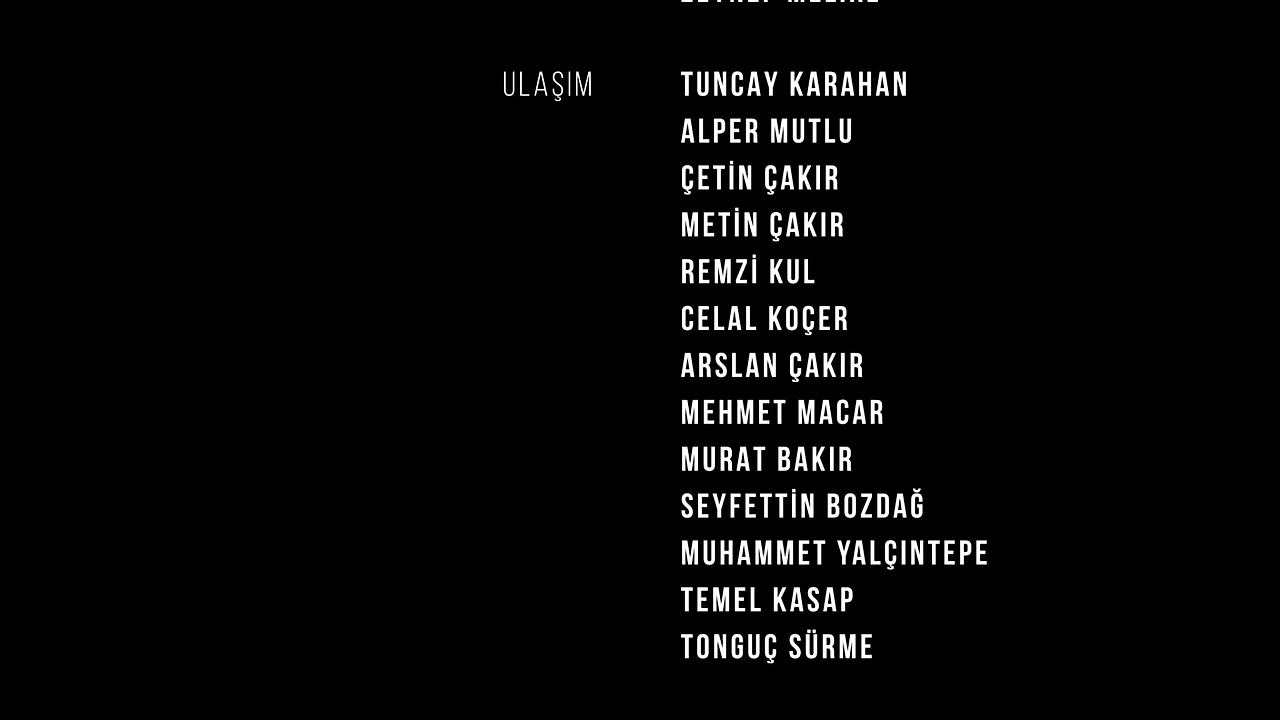 ULAŞIM TUNCAY KARAHAN
ALPER MUTLU
ÇETİN ÇAKIR
METİN ÇAKIR
REMZİ KUL
CELAL KOÇER
ARSLAN ÇAKIR
MEHMET MACAR
MURAT BAKIR
SEYFETTİN BOZDAĞ
MUHAMMET YALÇINTEPE
TEMEL KASAP
TONGUÇ SÜRME